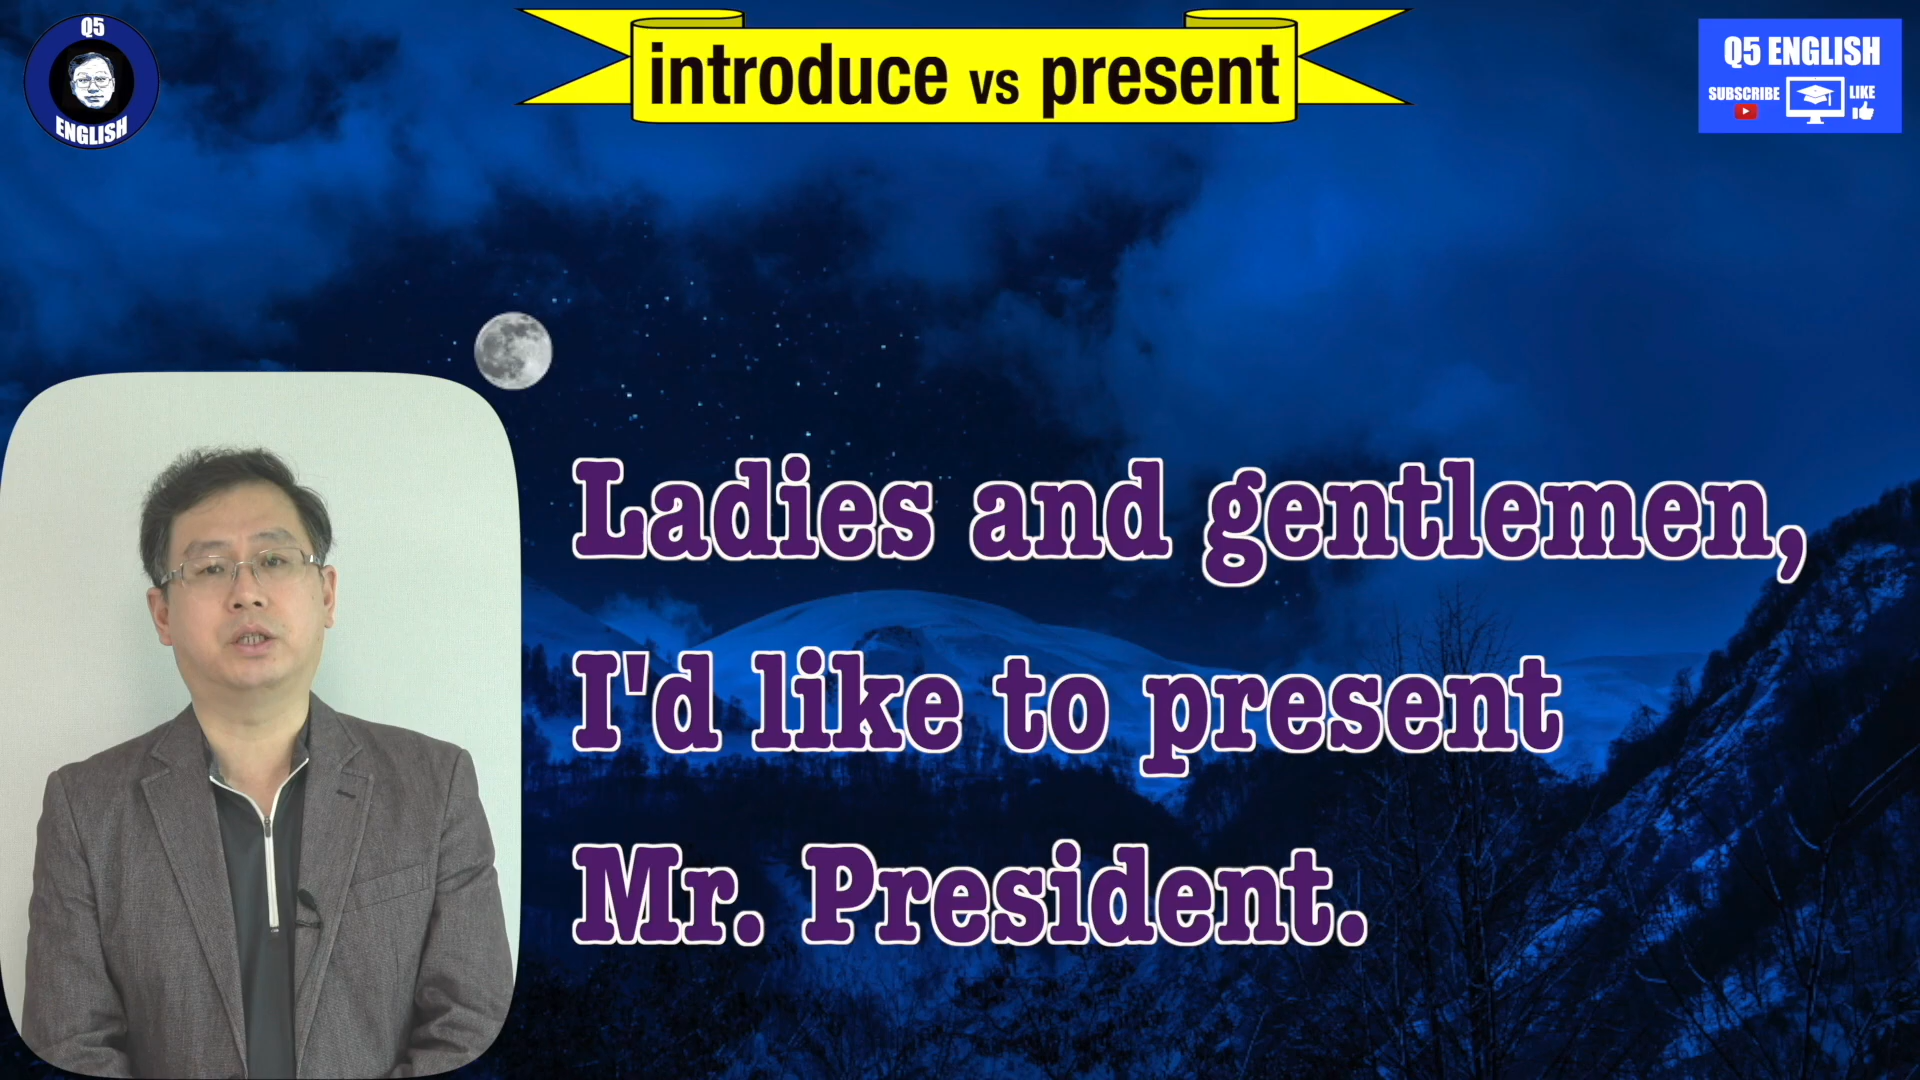 Q5
ENGLISH
introduce vs present
Q5 ENGLISH
SUBSCRIBE
LIKE
Ladies and gentlemen,
I'd like to present
Mr. President.